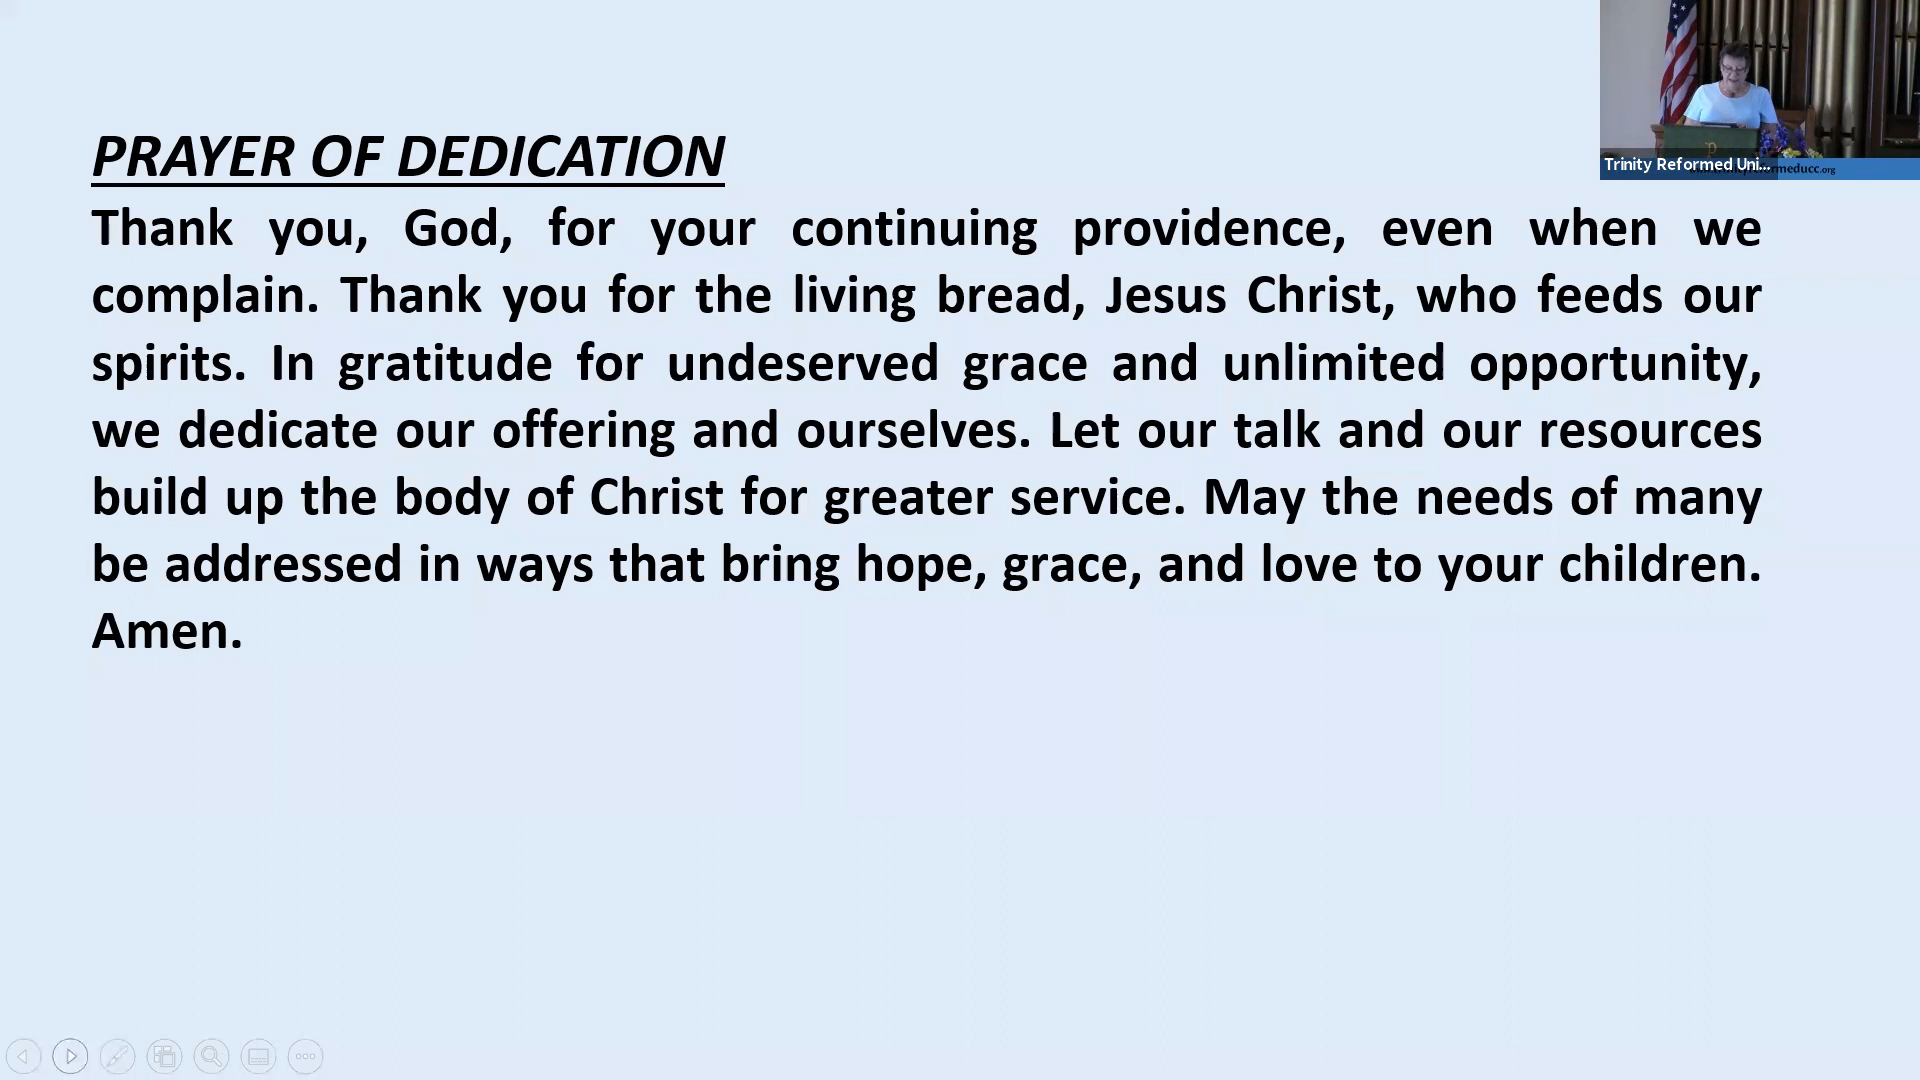 PRAYER OF DEDICATION
Thank you, God, for your continuing providence, even when we
complain. Thank you for the living bread, Jesus Christ, who feeds our
spirits. In gratitude for undeserved grace and unlimited opportunity,
we dedicate our offering and ourselves. Let our talk and our resources
build up the body of Christ for greater service. May the needs of many
be addressed in ways that bring hope, grace, and love to your children.
Amen.
Trinity Reformed Uni...